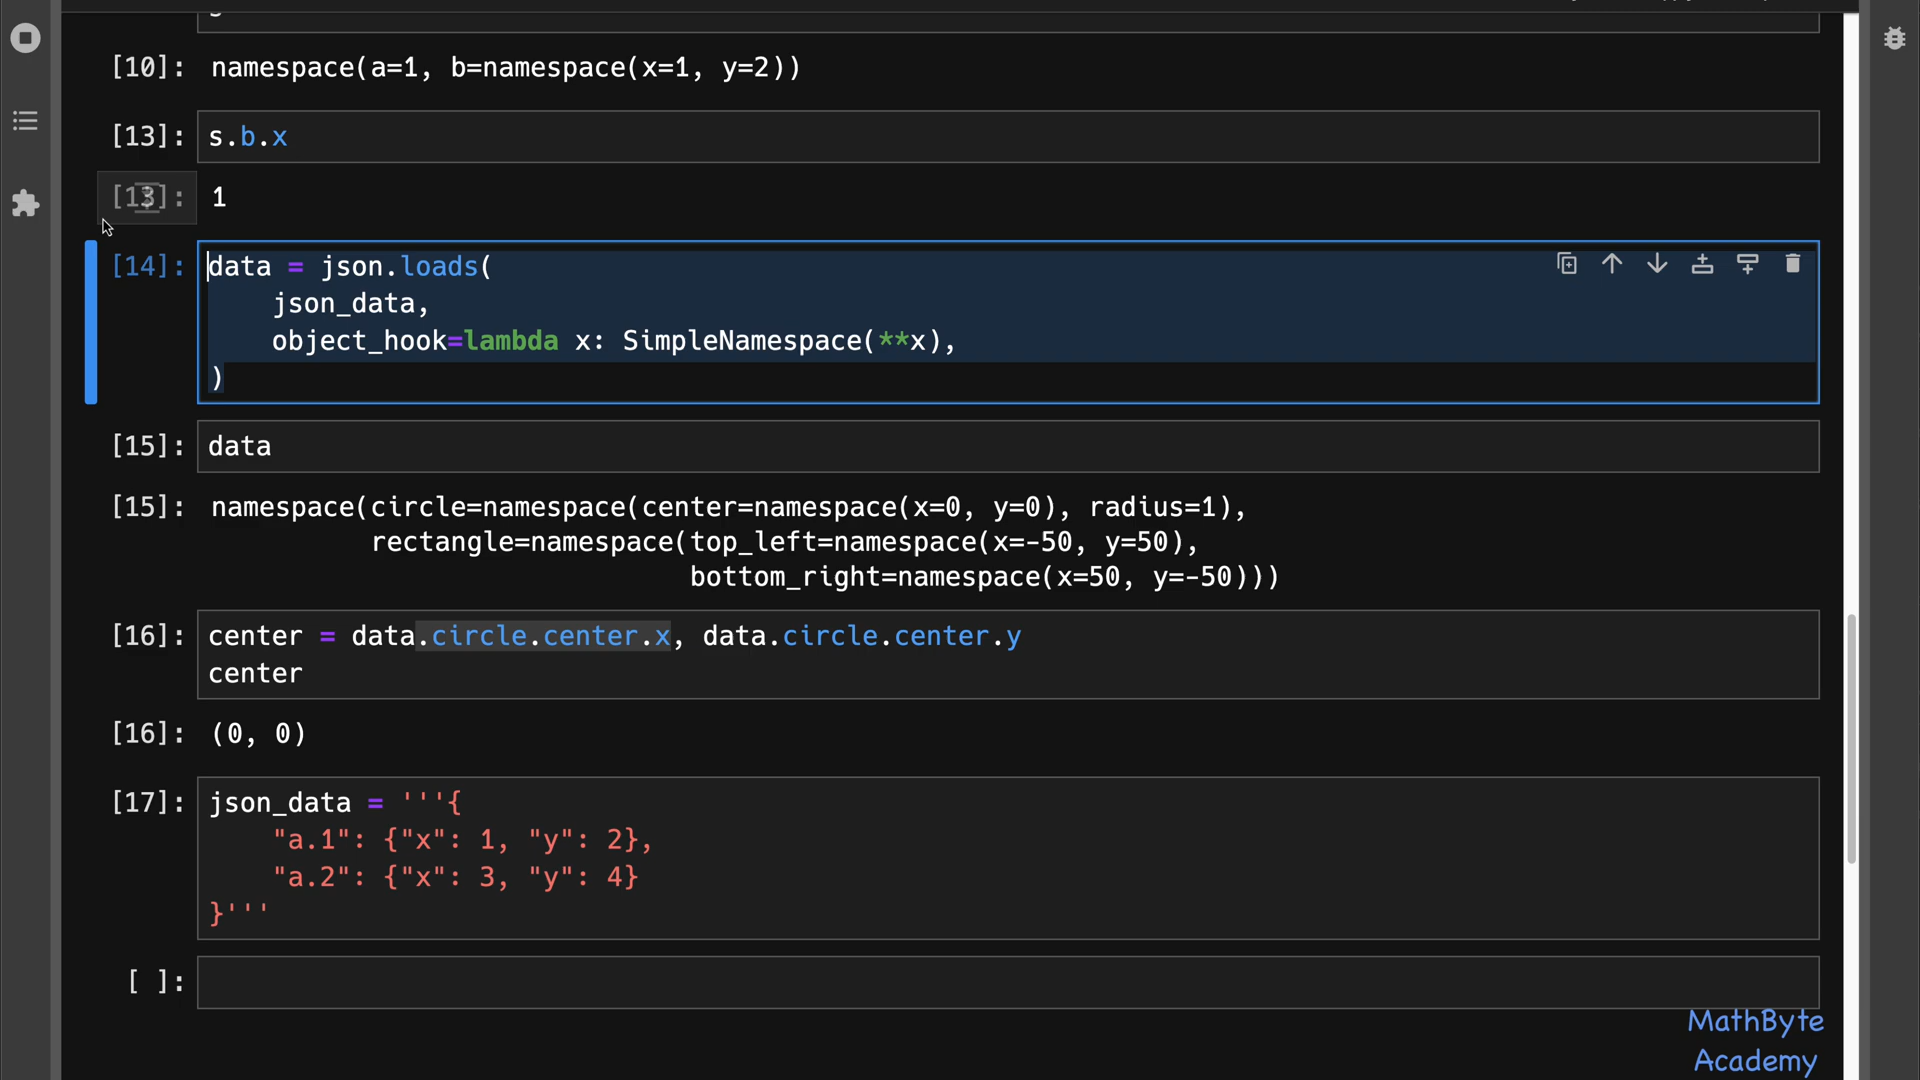 [10]: namespace(a=1, b=namespace(x=1, y=2))
[13]: s.b.x
[13]: 1
[14]: data = json.loads(
    json_data,
    object_hook=lambda x: SimpleNamespace(**x),
)
[15]: data
[15]: namespace(circle=namespace(center=namespace(x=0, y=0), radius=1),
          rectangle=namespace(top_left=namespace(x=-50, y=50),
                              bottom_right=namespace(x=50, y=-50)))
[16]: center = data.circle.center.x, data.circle.center.y
center
[16]: (0, 0)
[17]: json_data = '''{
    "a.1": {"x": 1, "y": 2},
    "a.2": {"x": 3, "y": 4}
}'''
[ ]:
MathByte
Academy